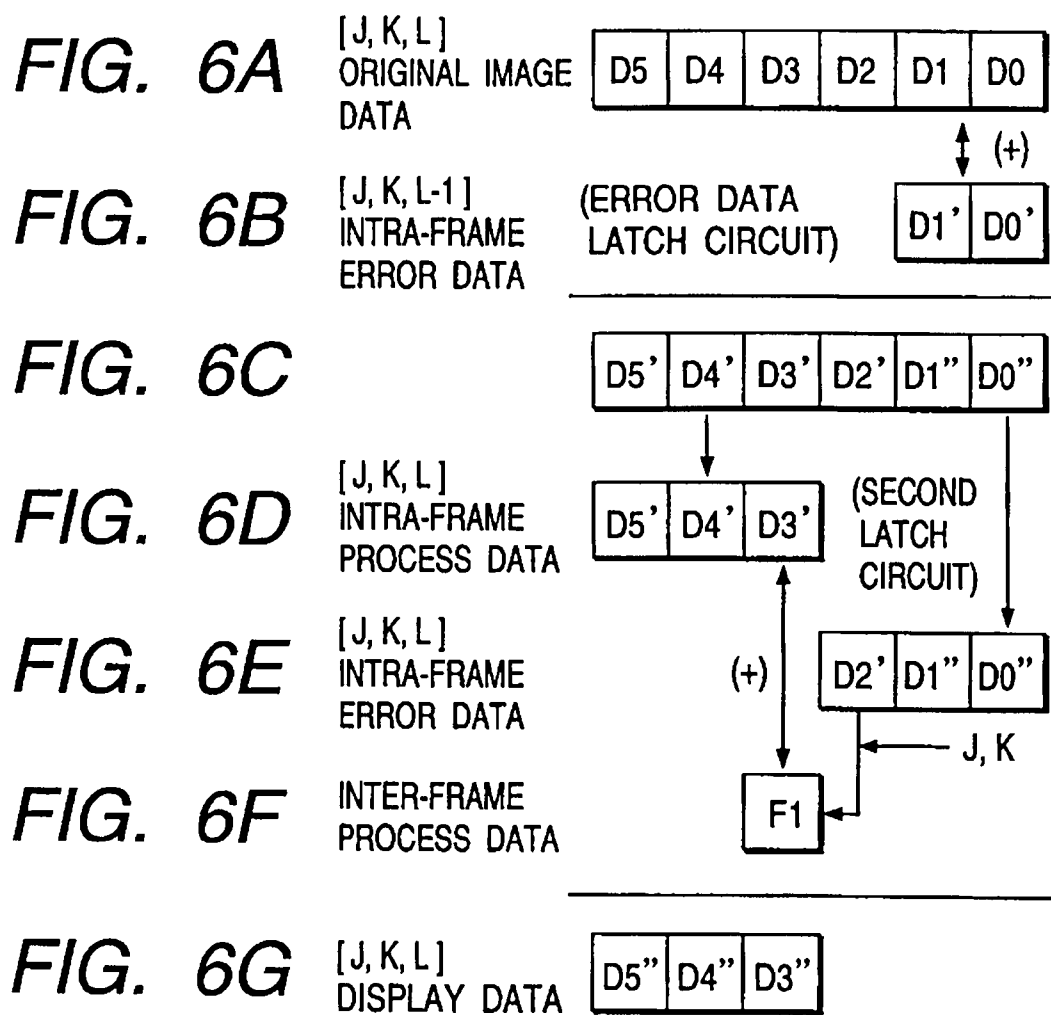 FIG. 6A
[J, K, L]
ORIGINAL IMAGE
DATA
D5 D4 D3 D2 D1 D0
(+)
FIG. 6B
[J, K, L-1]
INTRA-FRAME
ERROR DATA
(ERROR DATA
LATCH CIRCUIT)
D1' D0'
FIG. 6C
D5' D4' D3' D2' D1" D0"
FIG. 6D
[J, K, L]
INTRA-FRAME
PROCESS DATA
D5' D4' D3'
(SECOND
LATCH
CIRCUIT)
FIG. 6E
[J, K, L]
INTRA-FRAME
ERROR DATA
(+)
D2' D1" D0"
J, K
FIG. 6F
INTER-FRAME
PROCESS DATA
F1
FIG. 6G
[J, K, L]
DISPLAY DATA
D5" D4" D3"